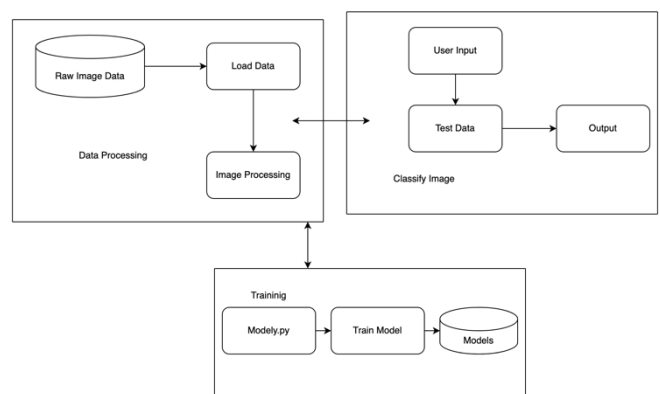 Raw Image Data
Load Data
Data Processing
Image Processing
User Input
Test Data
Output
Classify Image
Traininig
Modely.py
Train Model
Models